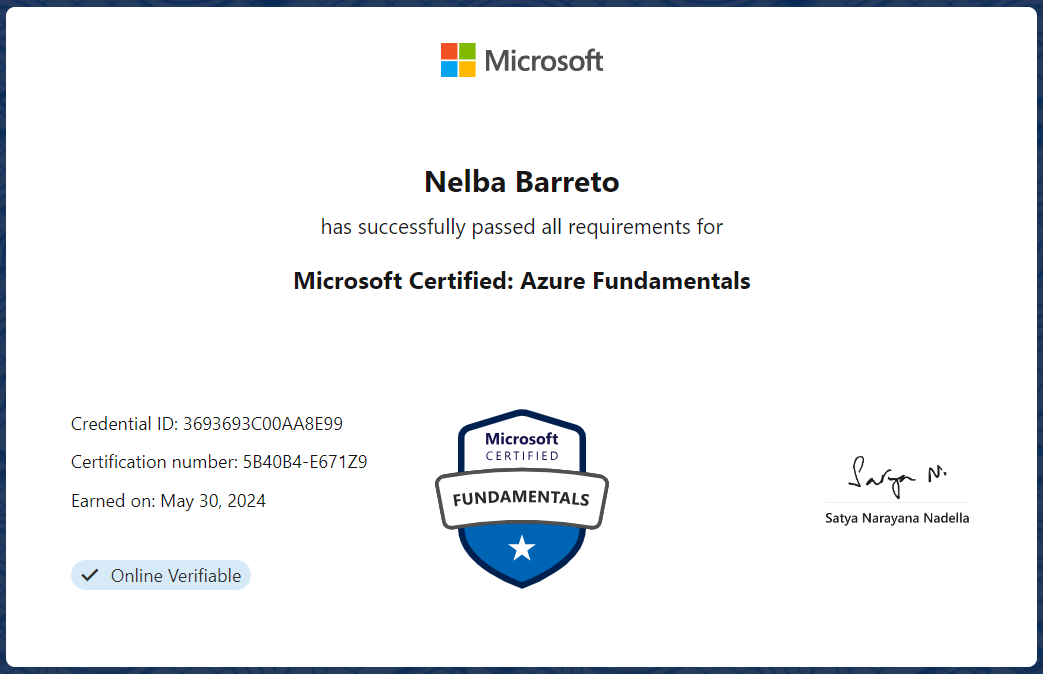 Microsoft
Nelba Barreto
has successfully passed all requirements for
Microsoft Certified: Azure Fundamentals
Credential ID: 3693693C00AA8E99
Certification number: 5B40B4-E671Z9
Earned on: May 30, 2024
Online Verifiable
Microsoft
CERTIFIED
FUNDAMENTALS
Satya N.
Satya Narayana Nadella